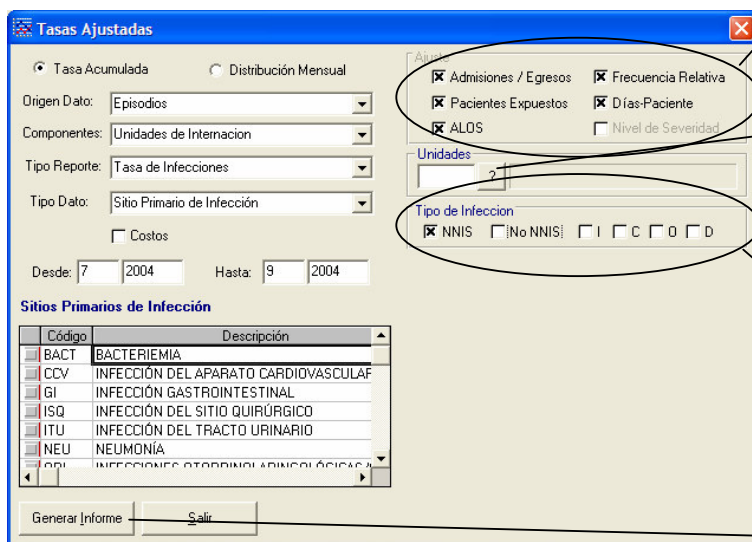 Tasas Ajustadas
Tasa Acumulada Distribución Mensual
Origen Dato: Episodios
Componentes: Unidades de Internacion
Tipo Reporte: Tasa de Infecciones
Tipo Dato: Sitio Primario de Infección
Costos
Desde: 7 2004 Hasta: 9 2004
Sitios Primarios de Infección
Código Descripción
BACT BACTERIEMIA
CCV INFECCIÓN DEL APARATO CARDIOVASCULAR
GI INFECCIÓN GASTROINTESTINAL
ISQ INFECCIÓN DEL SITIO QUIRÚRGICO
ITU INFECCIÓN DEL TRACTO URINARIO
NEU NEUMONÍA
Generar Informe Salir
Ajuste
Admisiones / Egresos Frecuencia Relativa
Pacientes Expuestos Días-Paciente
ALOS Nivel de Severidad
Unidades
?
Tipo de Infeccion
NNIS No NNIS I C O D